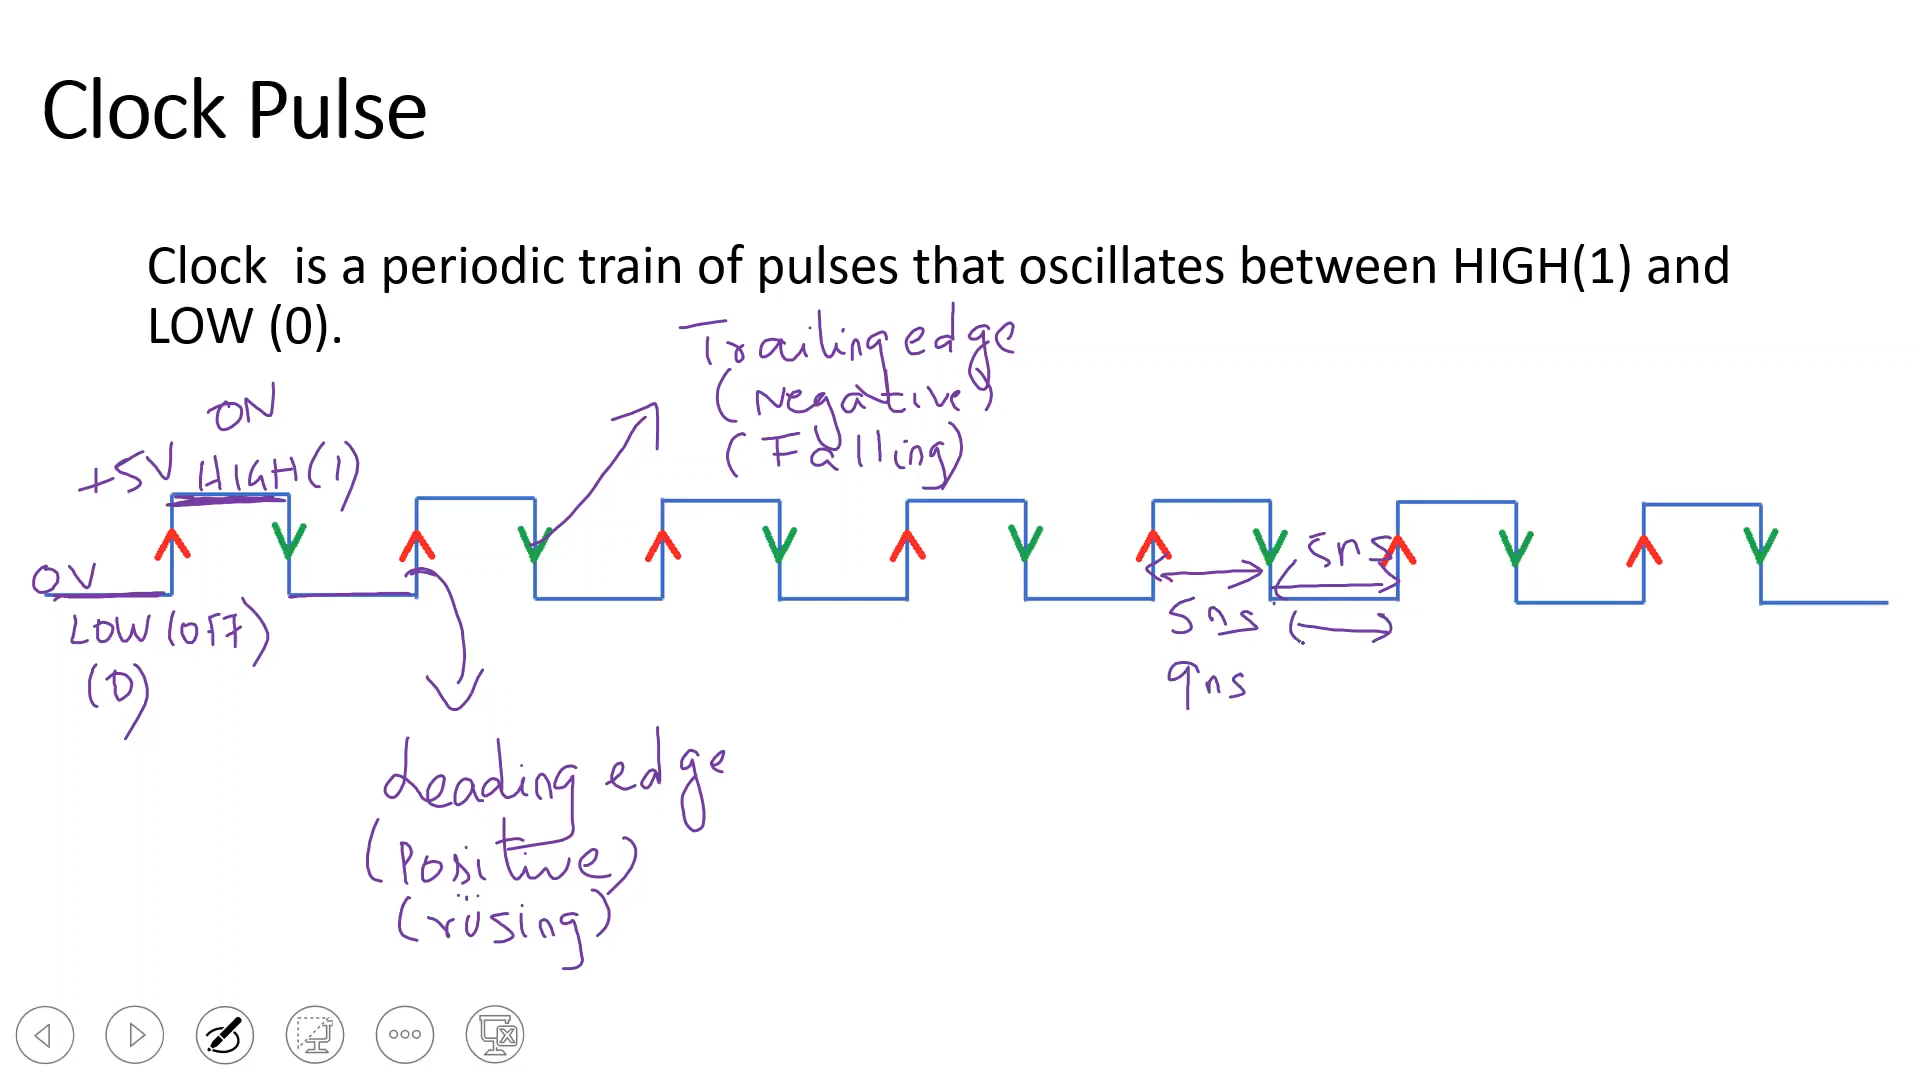 Clock Pulse
Clock is a periodic train of pulses that oscillates between HIGH(1) and
LOW (0).
Trailing edge
(Negative)
(Falling)
ON
+5V HIGH(1)
0V
LOW (OFF)
(0)
5ns
5ns
9ns
Leading edge
(Positive)
(rising)